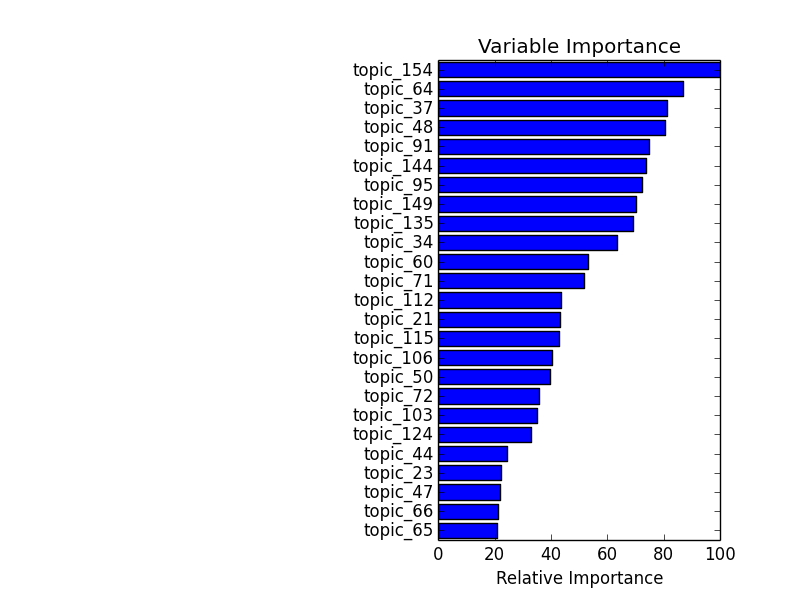 Variable Importance
topic_154
topic_64
topic_37
topic_48
topic_91
topic_144
topic_95
topic_149
topic_135
topic_34
topic_60
topic_71
topic_112
topic_21
topic_115
topic_106
topic_50
topic_72
topic_103
topic_124
topic_44
topic_23
topic_47
topic_66
topic_65
0 20 40 60 80 100
Relative Importance